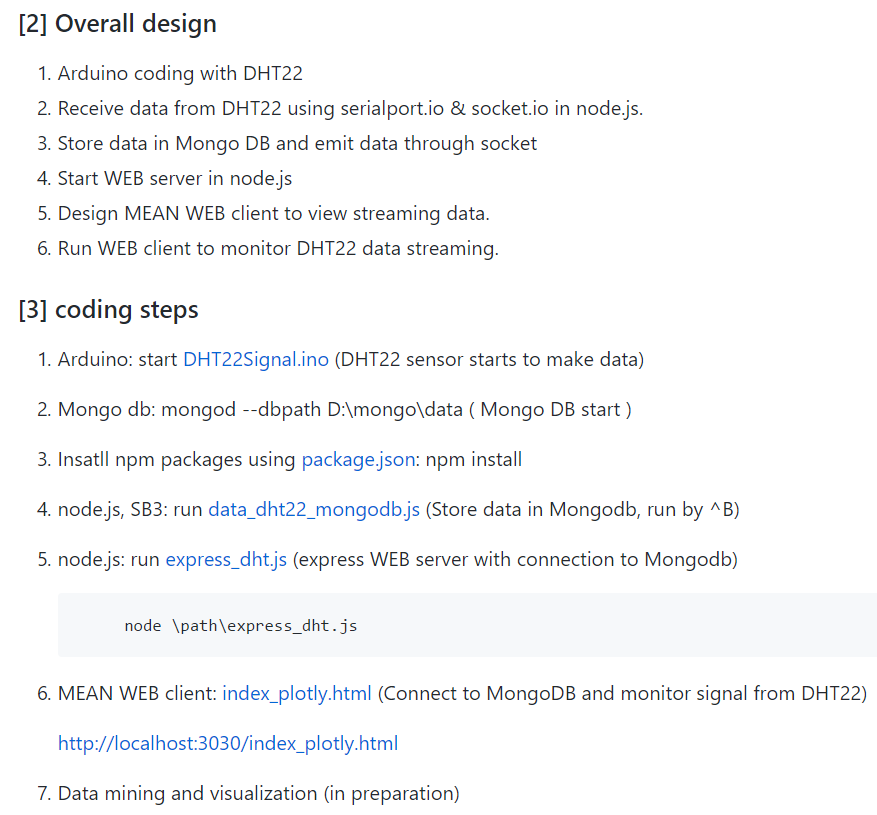 [2] Overall design
1. Arduino coding with DHT22
2. Receive data from DHT22 using serialport.io & socket.io in node.js.
3. Store data in Mongo DB and emit data through socket
4. Start WEB server in node.js
5. Design MEAN WEB client to view streaming data.
6. Run WEB client to monitor DHT22 data streaming.
[3] coding steps
1. Arduino: start DHT22Signal.ino (DHT22 sensor starts to make data)
2. Mongo db: mongod --dbpath D:\mongo\data ( Mongo DB start )
3. Insatll npm packages using package.json: npm install
4. node.js, SB3: run data_dht22_mongodb.js (Store data in Mongodb, run by ^B)
5. node.js: run express_dht.js (express WEB server with connection to Mongodb)
node \path\express_dht.js
6. MEAN WEB client: index_plotly.html (Connect to MongoDB and monitor signal from DHT22)
http://localhost:3030/index_plotly.html
7. Data mining and visualization (in preparation)